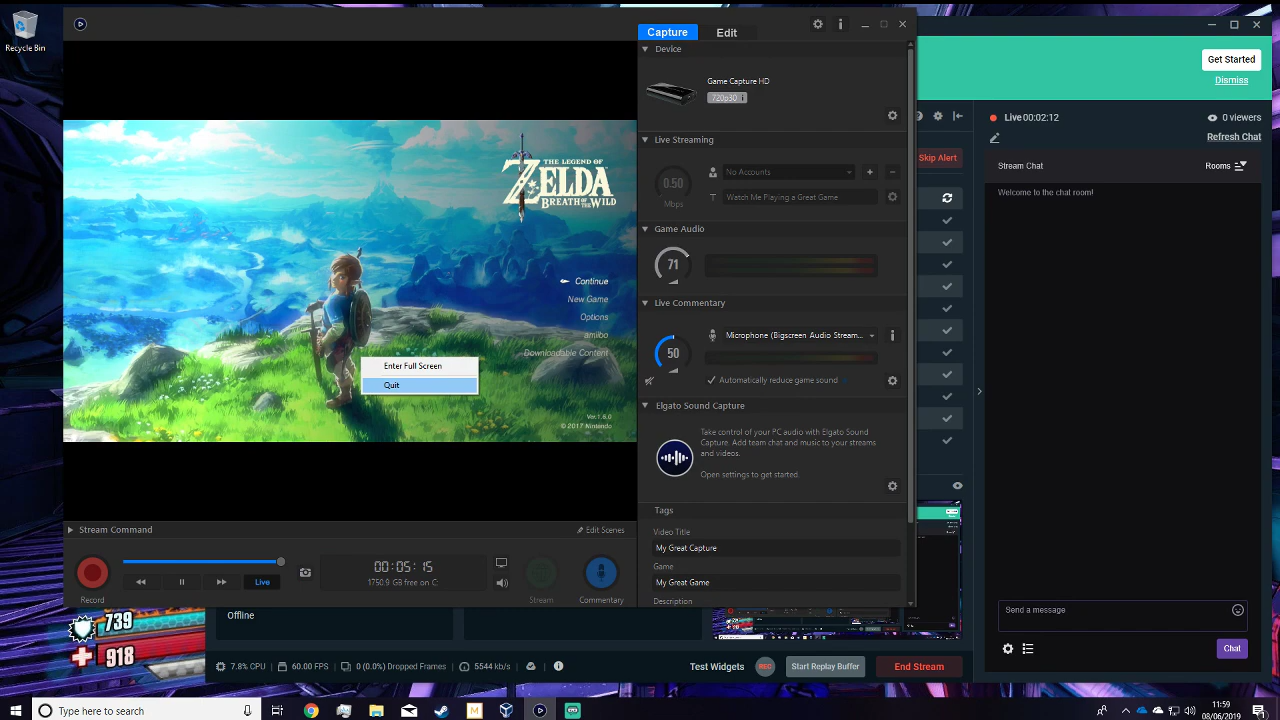 Recycle Bin
Capture
Edit
Device
Game Capture HD
720p30
THE LEGEND OF
ZELDA
BREATH OF THE WILD
Continue
New Game
Options
amiibo
Downloadable Content
Enter Full Screen
Quit
Ver.1.6.0
© 2017 Nintendo
Live Streaming
0.50
Mbps
No Accounts
Watch Me Playing a Great Game
Game Audio
71
Live Commentary
50
Microphone (Bigscreen Audio Stream...
Automatically reduce game sound
Elgato Sound Capture
Take control of your PC audio with Elgato Sound
Capture. Add team chat and music to your streams
and videos.
Open settings to get started.
Tags
Video Title
My Great Capture
Game
My Great Game
Description
Stream Command
Edit Scenes
00:05:15
1750.9 GB free on C:
Live
Record
Stream
Commentary
Get Started
Dismiss
Live 00:02:12
0 viewers
Refresh Chat
Skip Alert
Stream Chat
Rooms
Welcome to the chat room!
Send a message
Chat
739
918
Offline
7.8% CPU
60.00 FPS
0 (0.0%) Dropped Frames
5544 kb/s
Test Widgets
REC
Start Replay Buffer
End Stream
Type here to search
11:59
08/06/2019